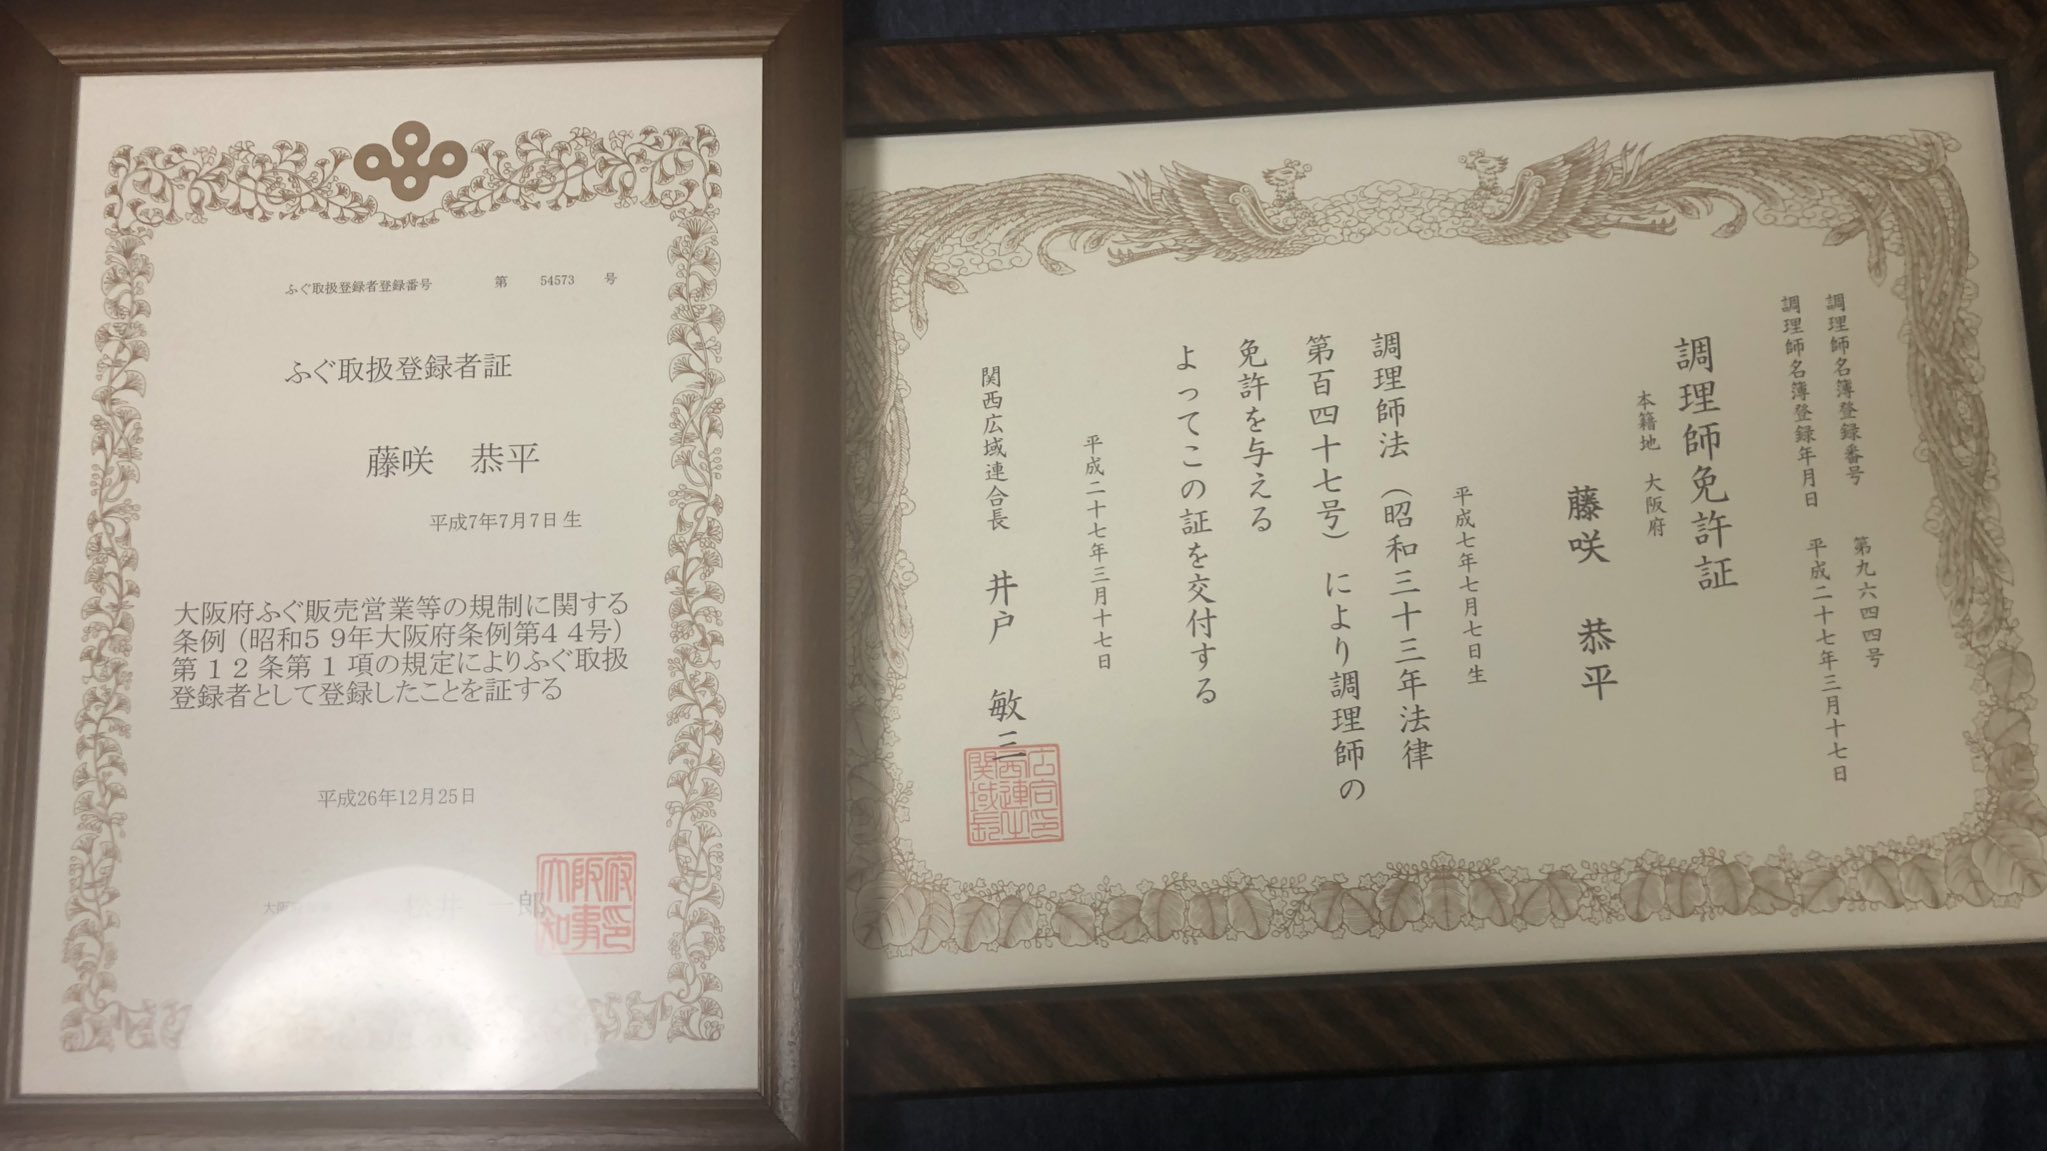 ふぐ取扱登録者登録番号 第 54573 号
ふぐ取扱登録者証
藤咲 恭平
平成7年7月7日生
大阪府ふぐ販売営業等の規制に関する
条例（昭和59年大阪府条例第44号）
第12条第1項の規定によりふぐ取扱
登録者として登録したことを証する
平成26年12月25日
大阪 松井 一郎
大阪府知事印
調理師名簿登録番号 第九六四四号
調理師名簿登録年月日 平成二十七年三月十七日
調理師免許証
本籍地 大阪府
藤咲 恭平
平成七年七月七日生
調理師法（昭和三十三年法律
第百四十七号）により調理師の
免許を与える
よってこの証を交付する
平成二十七年三月十七日
関西広域連合長 井戸 敏三